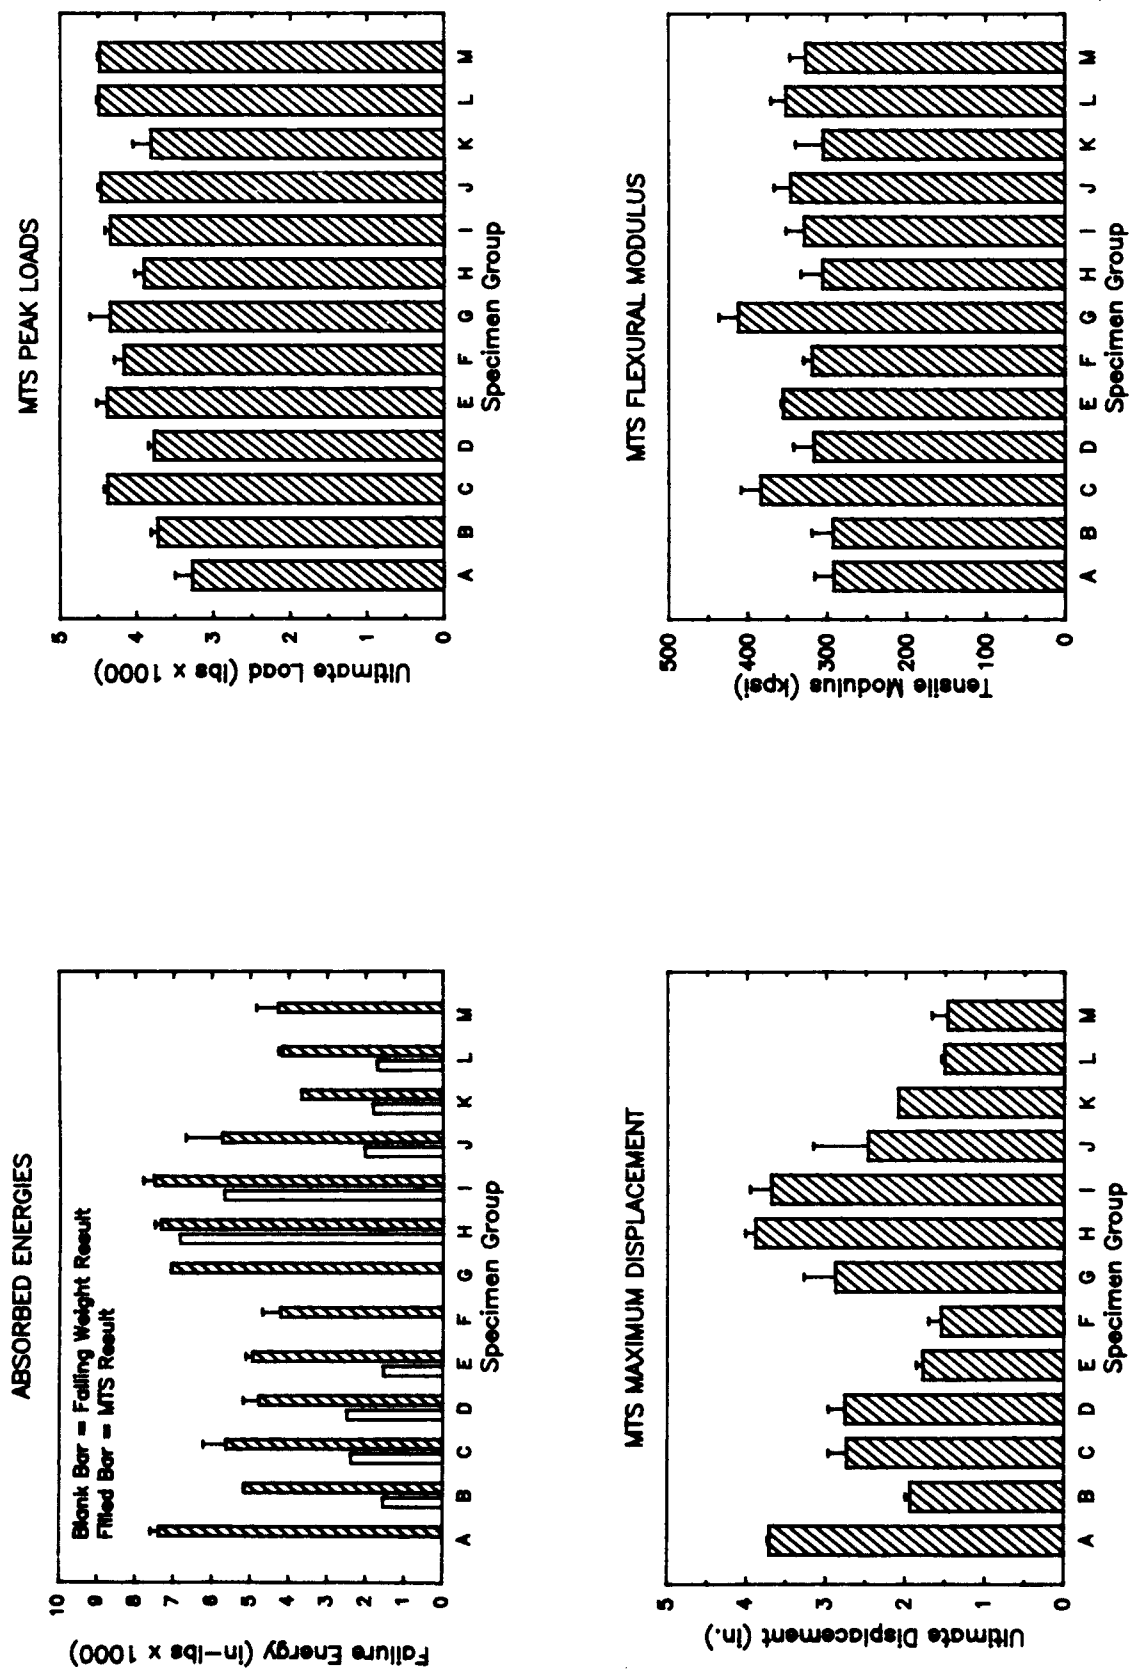 ABSORBED ENERGIES
Blank Bar = Falling Weight Result
Filled Bar = MTS Result
Failure Energy (in-lbs x 1000)
10
9
8
7
6
5
4
3
2
1
0
A B C D E F G H I J K L M
Specimen Group
MTS PEAK LOADS
Ultimate Load (lbs x 1000)
5
4
3
2
1
0
A B C D E F G H I J K L M
Specimen Group
MTS MAXIMUM DISPLACEMENT
Ultimate Displacement (in.)
5
4
3
2
1
0
A B C D E F G H I J K L M
Specimen Group
MTS FLEXURAL MODULUS
Tensile Modulus (kpsi)
500
400
300
200
100
0
A B C D E F G H I J K L M
Specimen Group